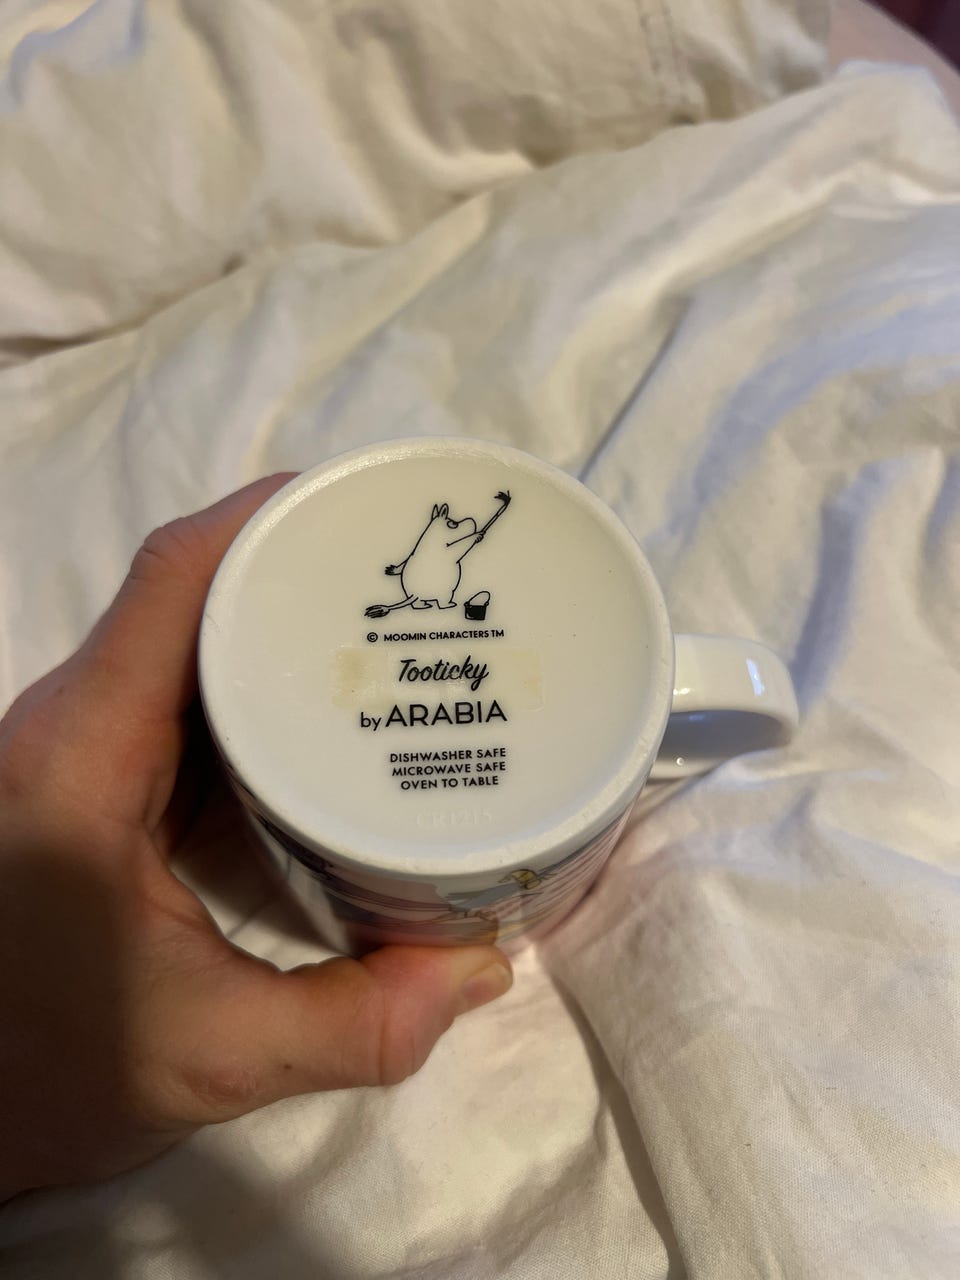 © MOOMIN CHARACTERS TM
Tooticky
by ARABIA
DISHWASHER SAFE
MICROWAVE SAFE
OVEN TO TABLE